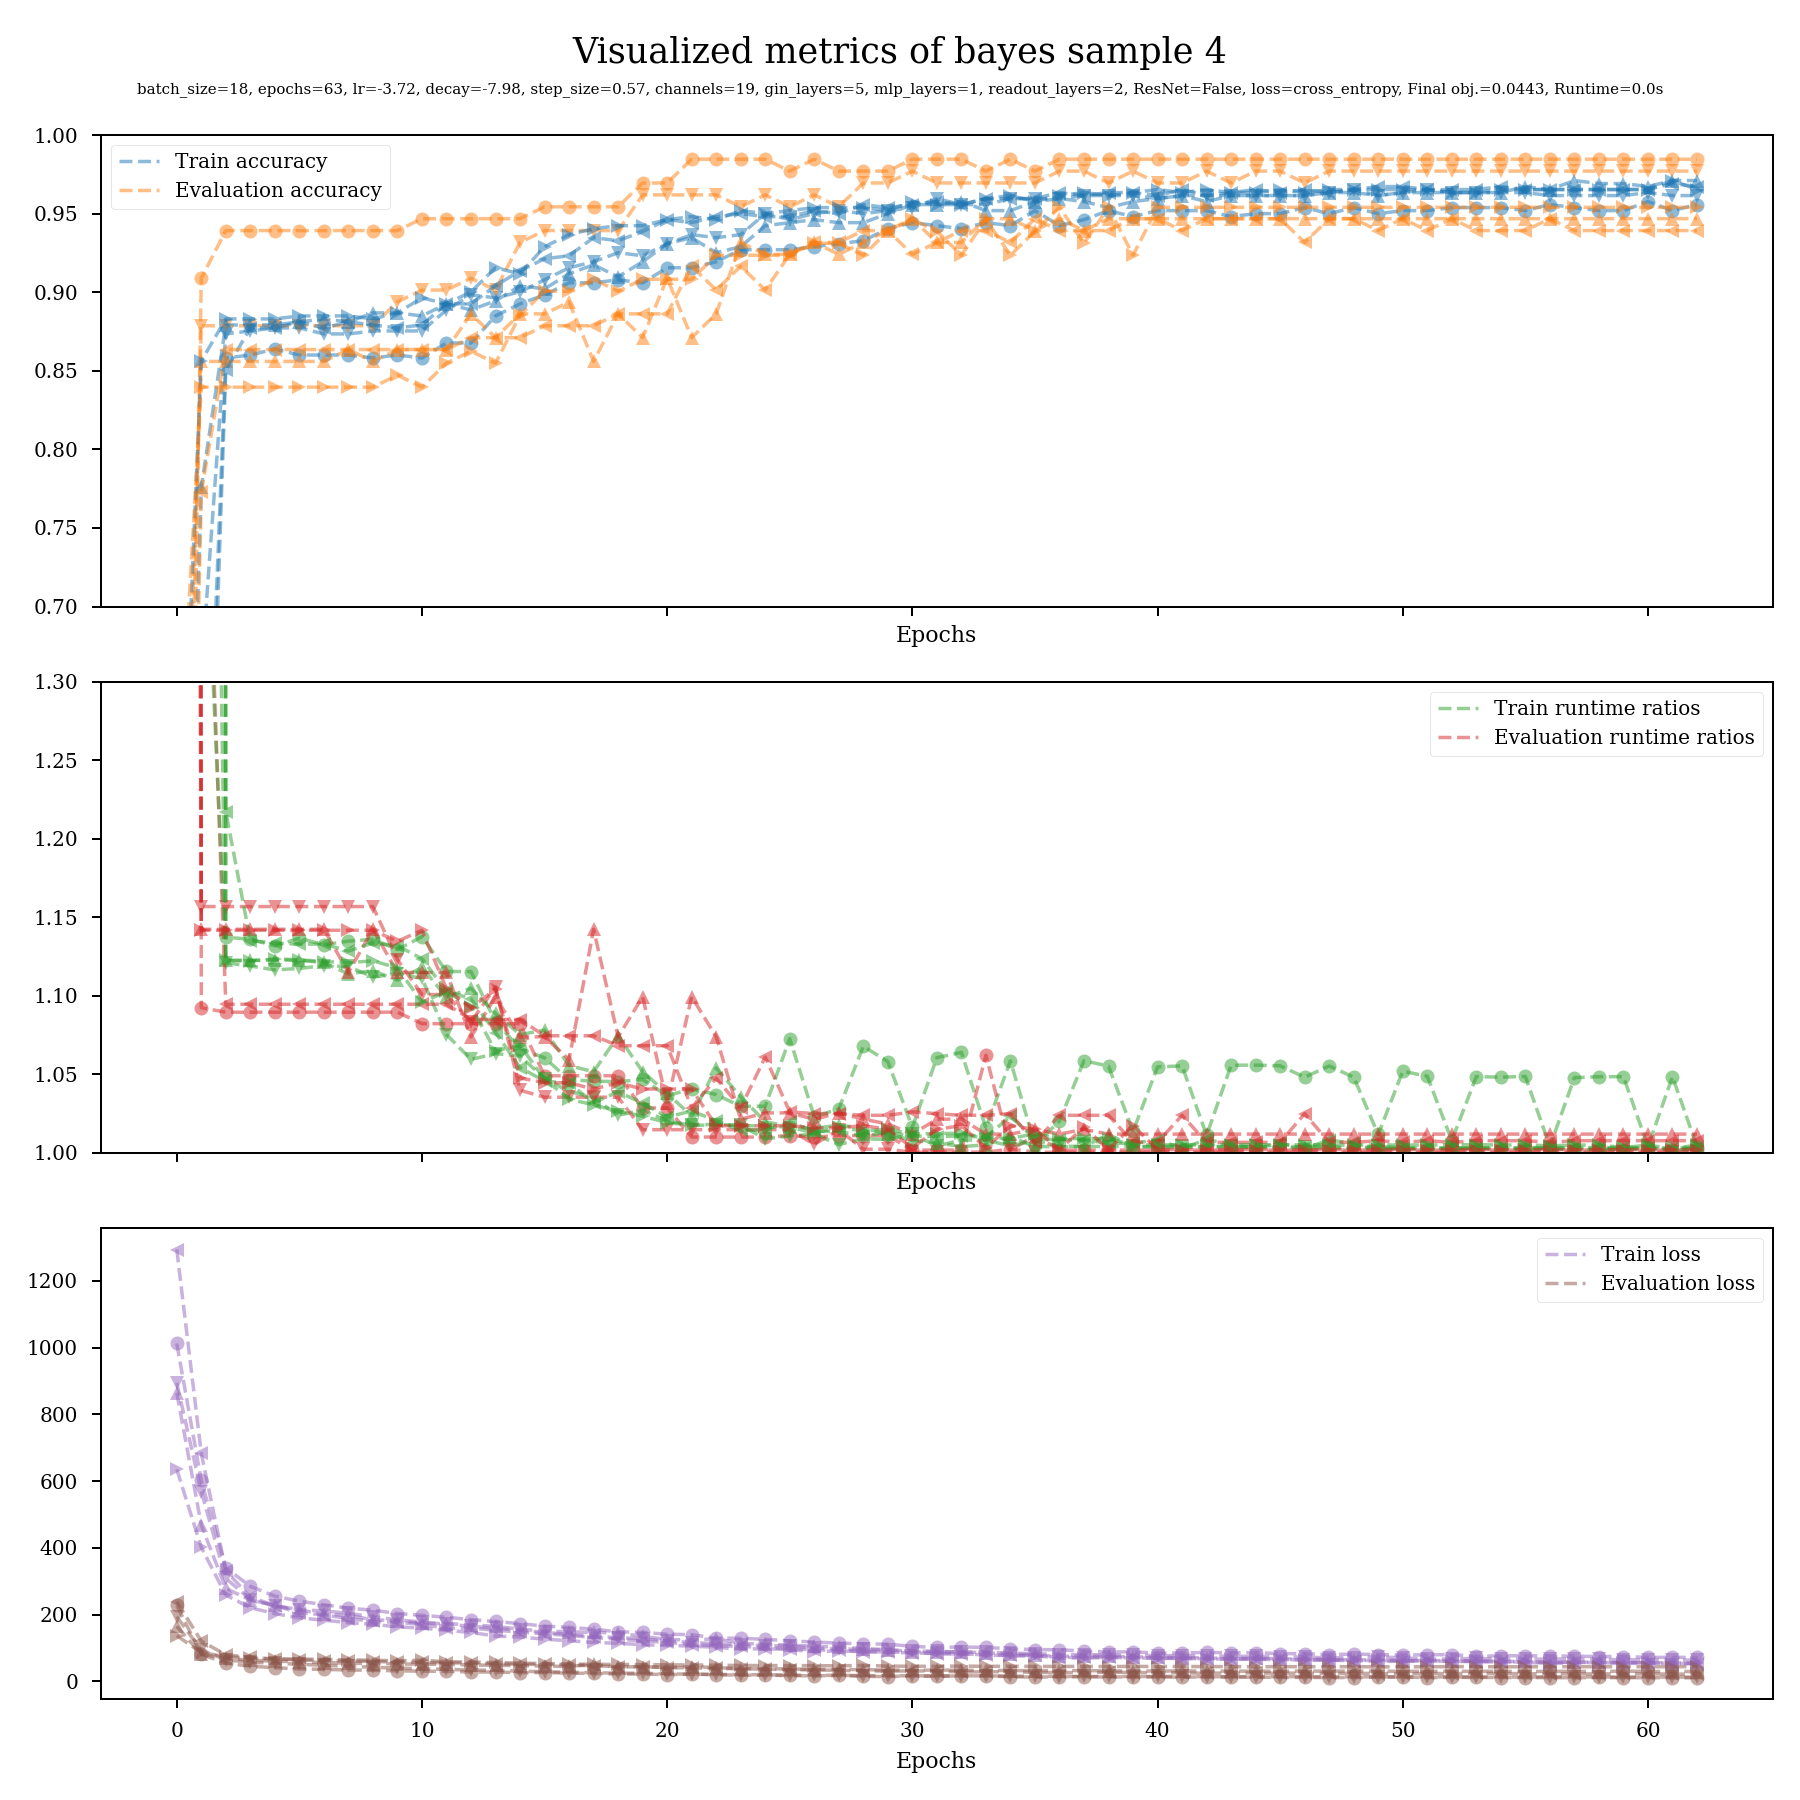 Visualized metrics of bayes sample 4
batch_size=18, epochs=63, lr=-3.72, decay=-7.98, step_size=0.57, channels=19, gin_layers=5, mlp_layers=1, readout_layers=2, ResNet=False, loss=cross_entropy, Final obj.=0.0443, Runtime=0.0s
1.00
0.95
0.90
0.85
0.80
0.75
0.70
Train accuracy
Evaluation accuracy
Epochs
1.30
1.25
1.20
1.15
1.10
1.05
1.00
Train runtime ratios
Evaluation runtime ratios
Epochs
1200
1000
800
600
400
200
0
Train loss
Evaluation loss
0 10 20 30 40 50 60
Epochs